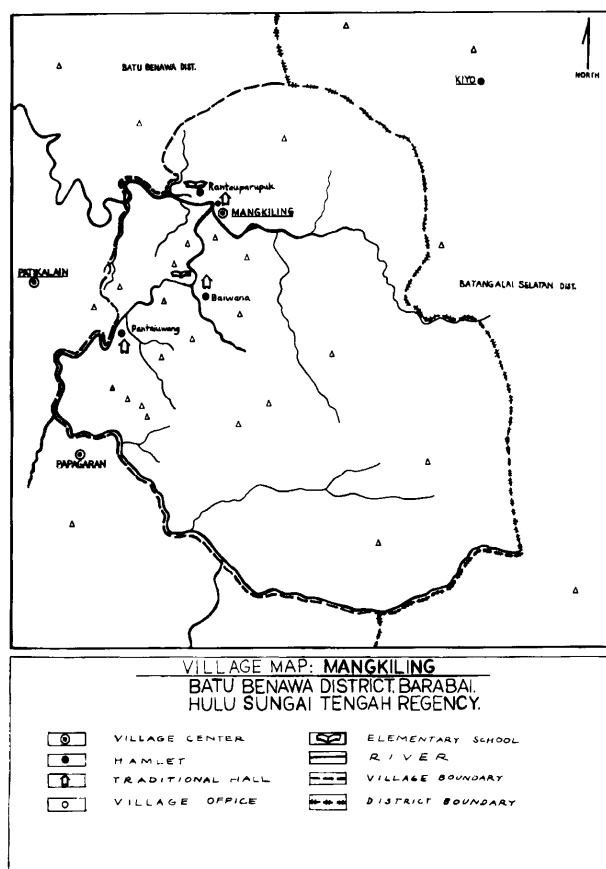 BATU BENAWA DIST.
KIYO
NORTH
Rantauparupuk
MANGKILING
PATIKALAIN
BATANGALAI SELATAN DIST.
Baiwana
Pantaiuwang
PAPAGARAN
VILLAGE MAP: MANGKILING
BATU BENAWA DISTRICT. BARABAI.
HULU SUNGAI TENGAH REGENCY.
VILLAGE CENTER
HAMLET
TRADITIONAL HALL
VILLAGE OFFICE
ELEMENTARY SCHOOL
RIVER
VILLAGE BOUNDARY
DISTRICT BOUNDARY